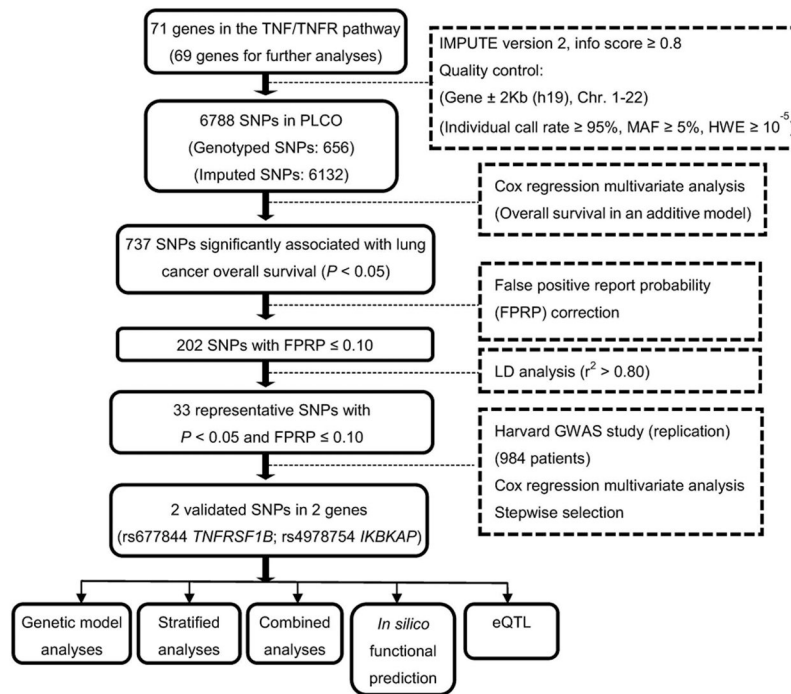 71 genes in the TNF/TNFR pathway
(69 genes for further analyses)
IMPUTE version 2, info score ≥ 0.8
Quality control:
(Gene ± 2Kb (h19), Chr. 1-22)
(Individual call rate ≥ 95%, MAF ≥ 5%, HWE ≥ 10⁻⁵)
6788 SNPs in PLCO
(Genotyped SNPs: 656)
(Imputed SNPs: 6132)
Cox regression multivariate analysis
(Overall survival in an additive model)
737 SNPs significantly associated with lung
cancer overall survival (P < 0.05)
False positive report probability
(FPRP) correction
202 SNPs with FPRP ≤ 0.10
LD analysis (r² > 0.80)
33 representative SNPs with
P < 0.05 and FPRP ≤ 0.10
Harvard GWAS study (replication)
(984 patients)
Cox regression multivariate analysis
Stepwise selection
2 validated SNPs in 2 genes
(rs677844 TNFRSF1B; rs4978754 IKBKAP)
Genetic model
analyses
Stratified
analyses
Combined
analyses
In silico
functional
prediction
eQTL